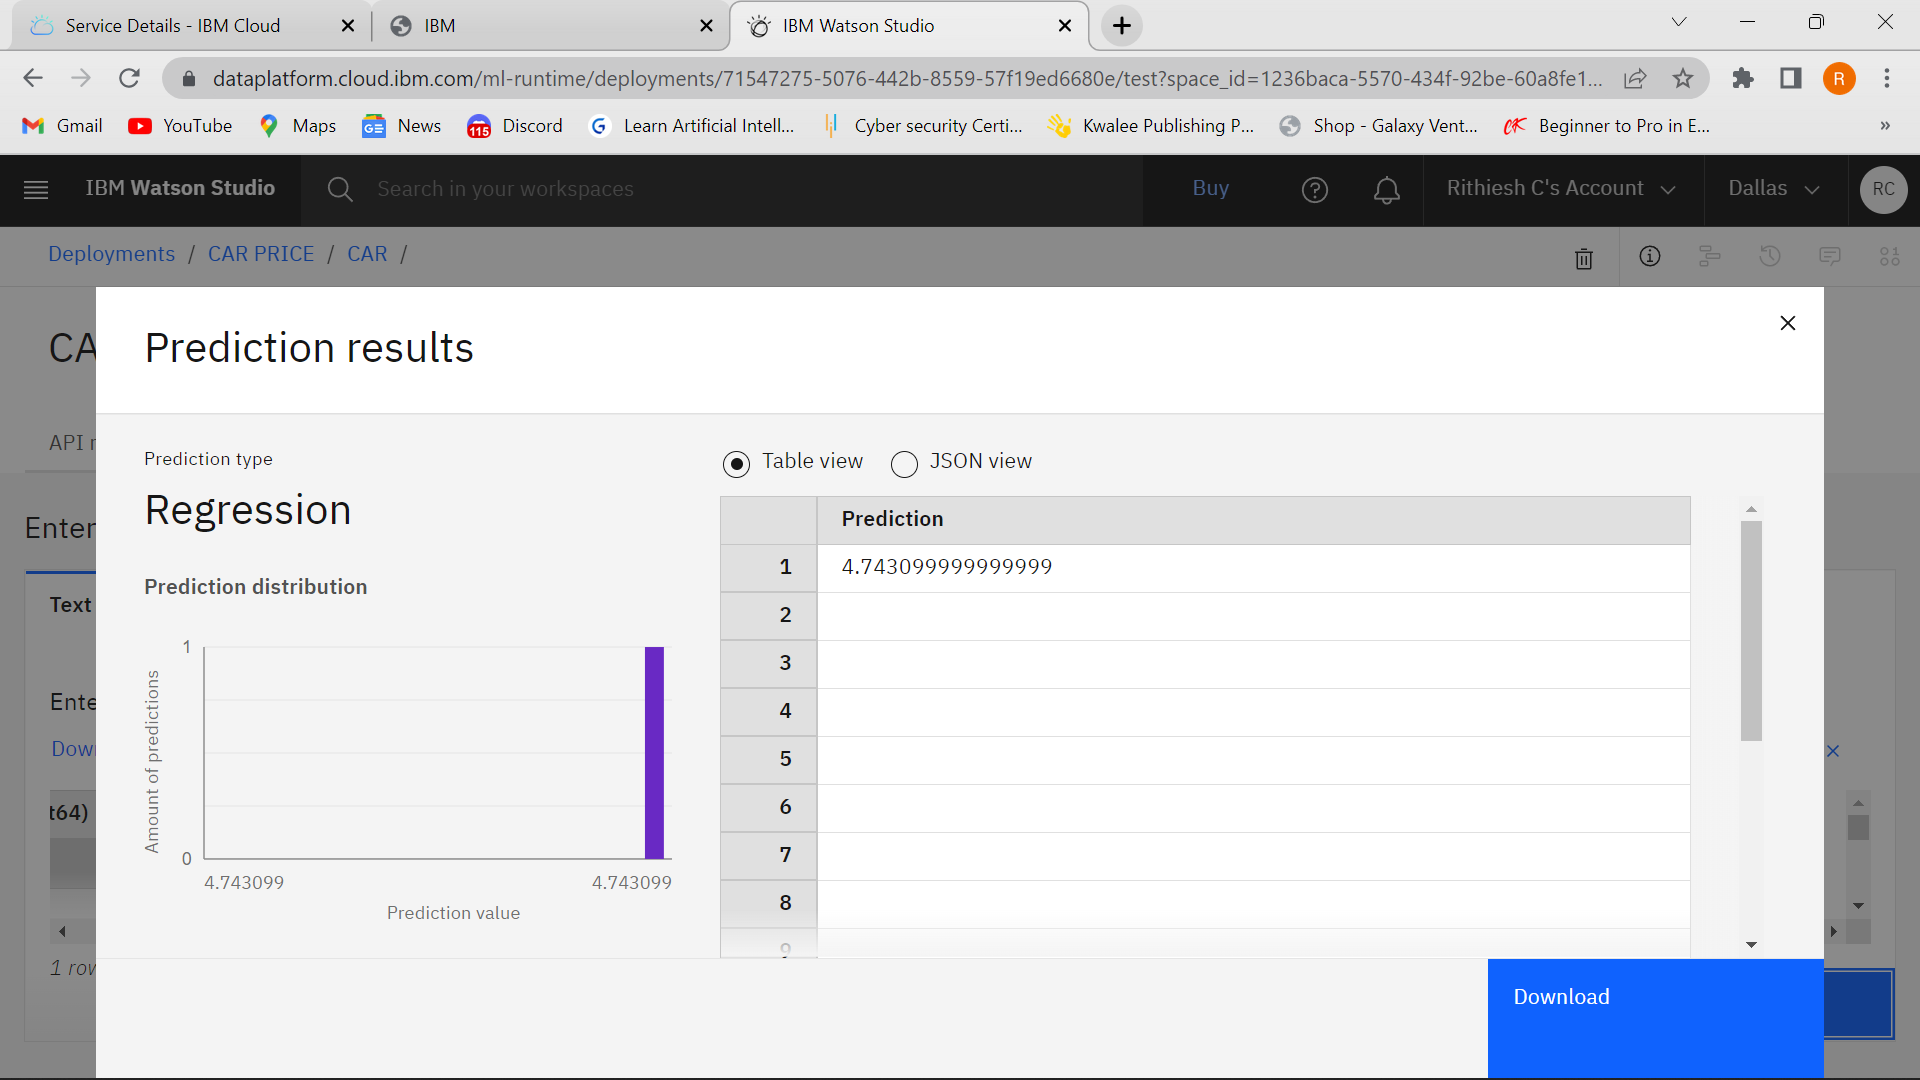 Service Details - IBM Cloud
IBM
IBM Watson Studio
dataplatform.cloud.ibm.com/ml-runtime/deployments/71547275-5076-442b-8559-57f19ed6680e/test?space_id=1236baca-5570-434f-92be-60a8fe1...
R
Gmail
YouTube
Maps
News
115
Discord
Learn Artificial Intell...
Cyber security Certi...
Kwalee Publishing P...
Shop - Galaxy Vent...
Beginner to Pro in E...
»
IBM Watson Studio
Search in your workspaces
Buy
Rithiesh C's Account
Dallas
RC
Deployments / CAR PRICE / CAR /
CA
Prediction results
API r
Prediction type
Regression
Table view
JSON view
Enter
Prediction
1 4.743099999999999
2
3
4
5
6
7
8
9
Prediction distribution
Text
1
0
Amount of predictions
4.743099
4.743099
Prediction value
Ente
Down
t64)
1 row
Download